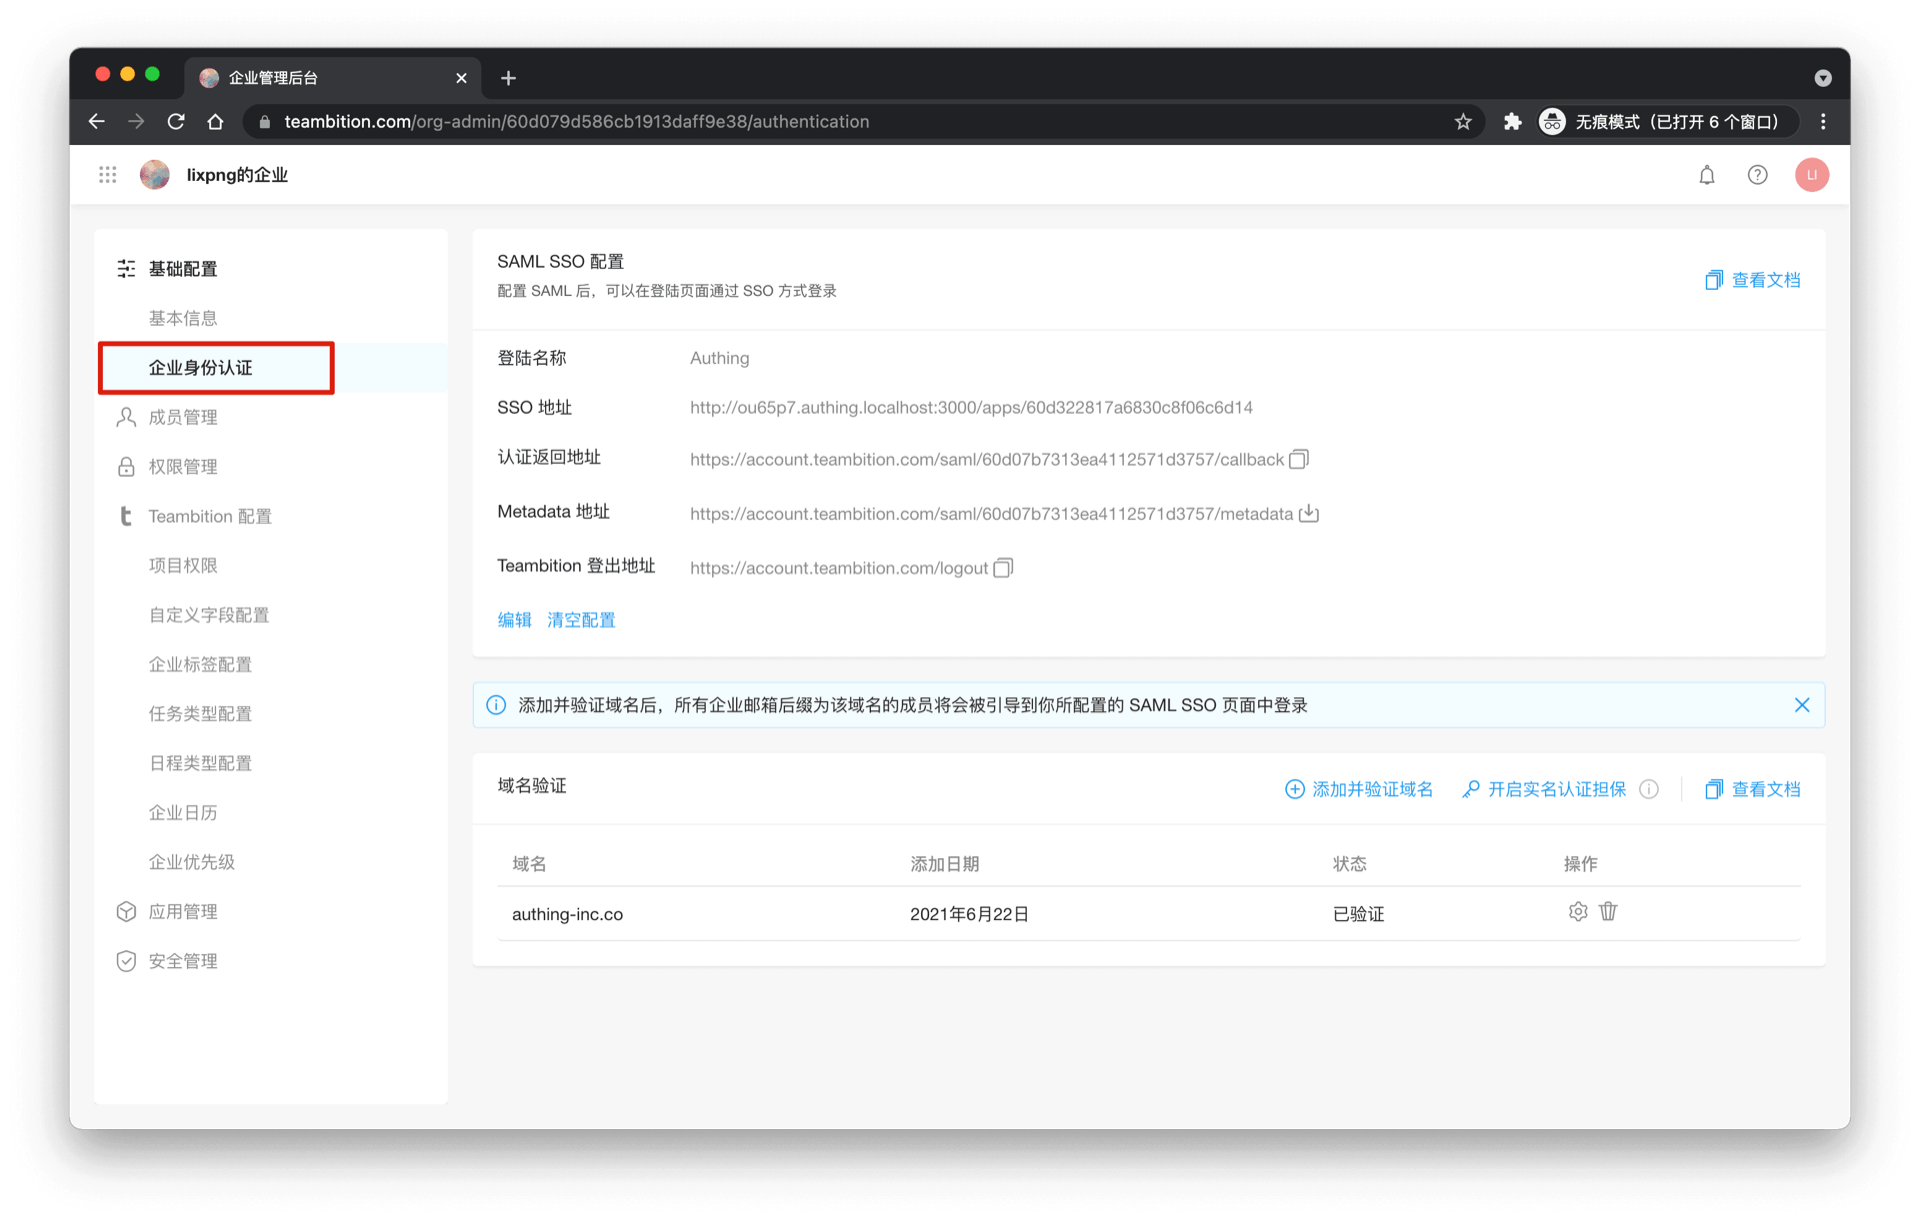 企业管理后台
teambition.com/org-admin/60d079d586cb1913daff9e38/authentication
无痕模式（已打开 6 个窗口）
lixpng的企业
LI
基础配置
基本信息
企业身份认证
成员管理
权限管理
Teambition 配置
项目权限
自定义字段配置
企业标签配置
任务类型配置
日程类型配置
企业日历
企业优先级
应用管理
安全管理
SAML SSO 配置
配置 SAML 后，可以在登陆页面通过 SSO 方式登录
查看文档
登陆名称 Authing
SSO 地址 http://ou65p7.authing.localhost:3000/apps/60d322817a6830c8f06c6d14
认证返回地址 https://account.teambition.com/saml/60d07b7313ea4112571d3757/callback
Metadata 地址 https://account.teambition.com/saml/60d07b7313ea4112571d3757/metadata
Teambition 登出地址 https://account.teambition.com/logout
编辑 清空配置
添加并验证域名后，所有企业邮箱后缀为该域名的成员将会被引导到你所配置的 SAML SSO 页面中登录
域名验证
添加并验证域名 开启实名认证担保 查看文档
域名 添加日期 状态 操作
authing-inc.co 2021年6月22日 已验证